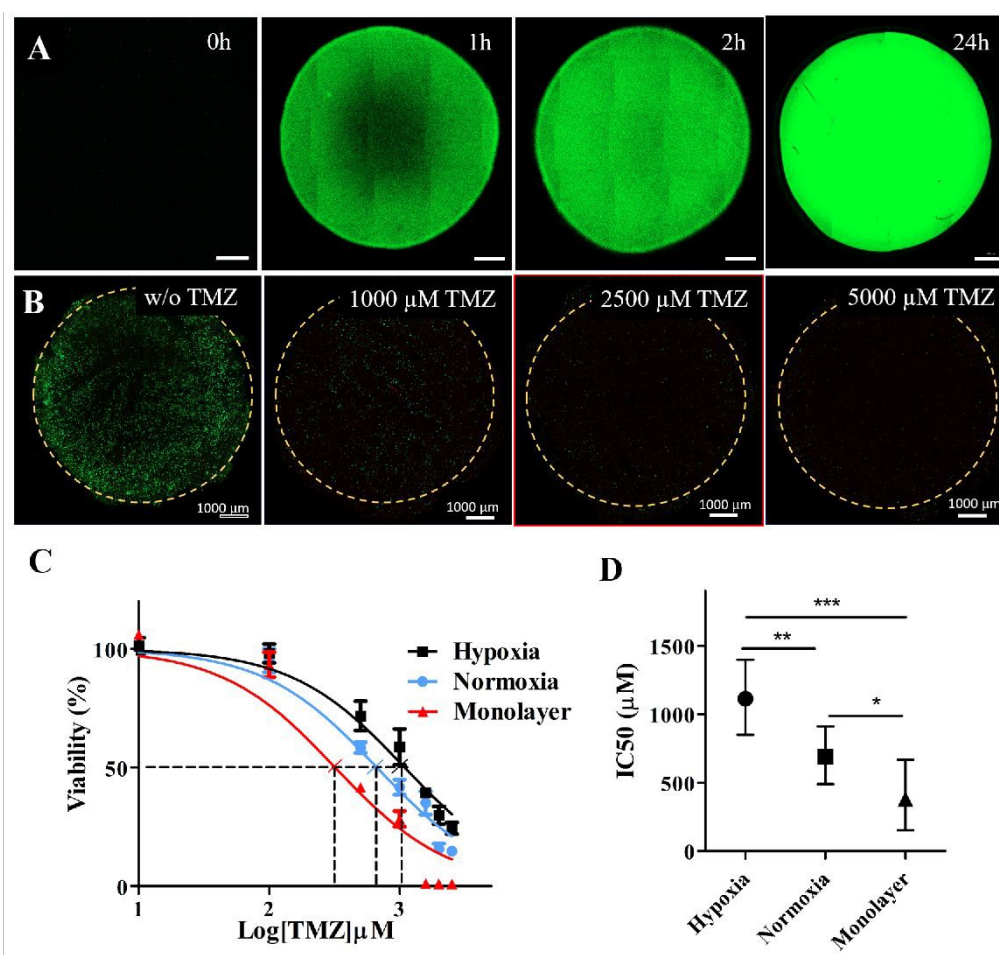 A
0h
1h
2h
24h
B
w/o TMZ
1000 µM TMZ
2500 µM TMZ
5000 µM TMZ
1000 µm
1000 µm
1000 µm
1000 µm
C
100
50
0
Viability (%)
Hypoxia
Normoxia
Monolayer
1
2
3
Log[TMZ]µM
D
***
**
*
1500
1000
500
0
IC50 (µM)
Hypoxia
Normoxia
Monolayer